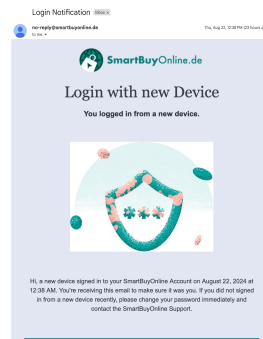 Login Notification Inbox ×
no-reply@smartbuyonline.de Thu, Aug 22, 12:38 PM (23 hours a
to me
SmartBuyOnline.de
Login with new Device
You logged in from a new device.
Hi, a new device signed in to your SmartBuyOnline Account on August 22, 2024 at
12:38 AM. You're receiving this email to make sure it was you. If you did not signed
in from a new device recently, please change your password immediately and
contact the SmartBuyOnline Support.